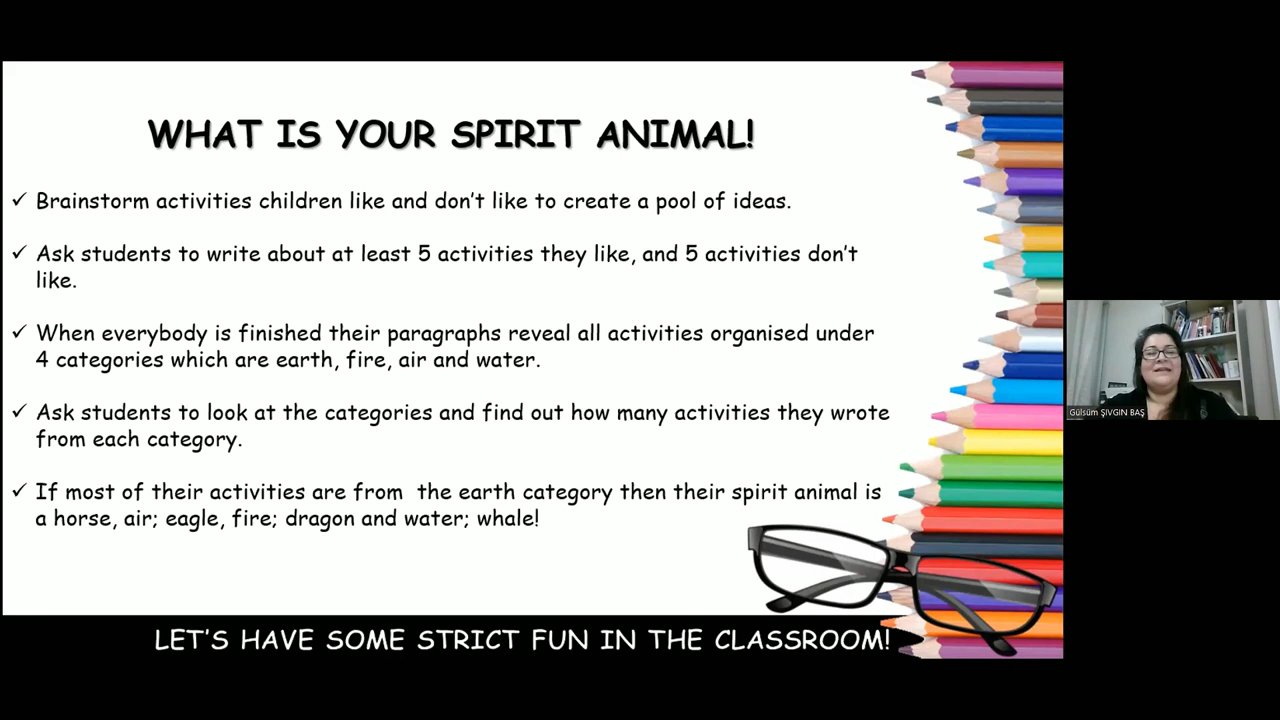 WHAT IS YOUR SPIRIT ANIMAL!
✓ Brainstorm activities children like and don't like to create a pool of ideas.
✓ Ask students to write about at least 5 activities they like, and 5 activities don't
like.
✓ When everybody is finished their paragraphs reveal all activities organised under
4 categories which are earth, fire, air and water.
✓ Ask students to look at the categories and find out how many activities they wrote
from each category.
✓ If most of their activities are from  the earth category then their spirit animal is
a horse, air; eagle, fire; dragon and water; whale!
LET'S HAVE SOME STRICT FUN IN THE CLASSROOM!
Gülsüm ŞIVGIN BAŞ